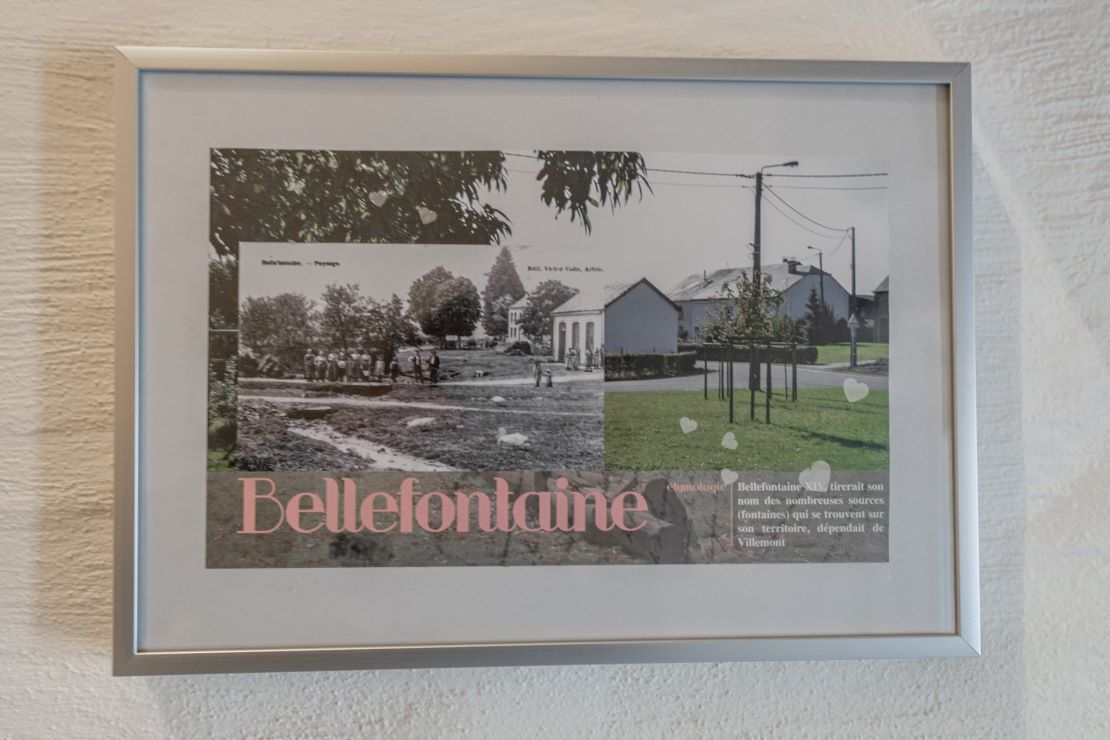 Bellefontaine. — Paysage
Edit. Victor Colin, Arlon.
Bellefontaine
étymologie
Bellefontaine XIV, tirerait son
nom des nombreuses sources
(fontaines) qui se trouvent sur
son territoire, dépendait de
Villemont